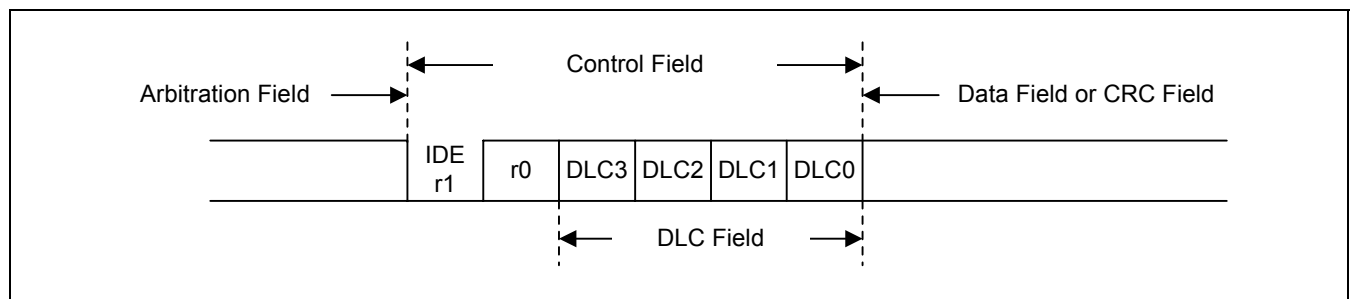 Control Field
Arbitration Field
Data Field or CRC Field
IDE
r1
r0
DLC3
DLC2
DLC1
DLC0
DLC Field